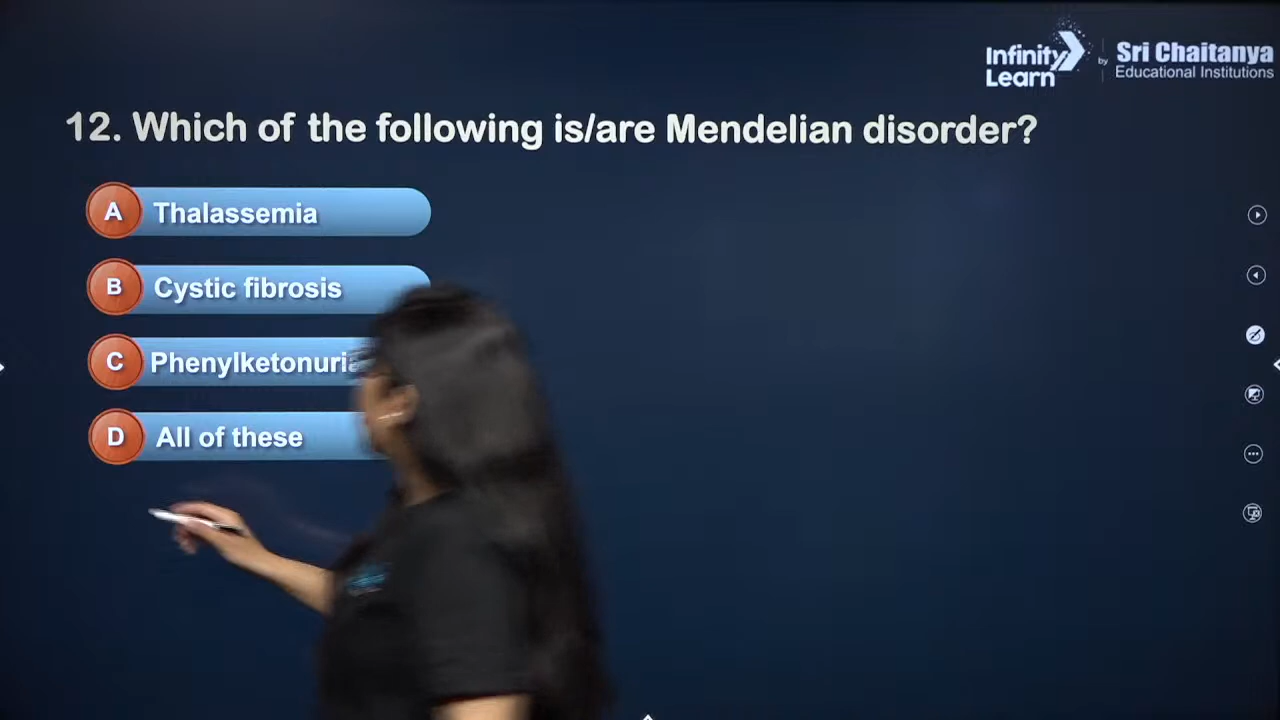 Infinity Learn
by
Sri Chaitanya
Educational Institutions
12. Which of the following is/are Mendelian disorder?
A Thalassemia
B Cystic fibrosis
C Phenylketonuria
D All of these